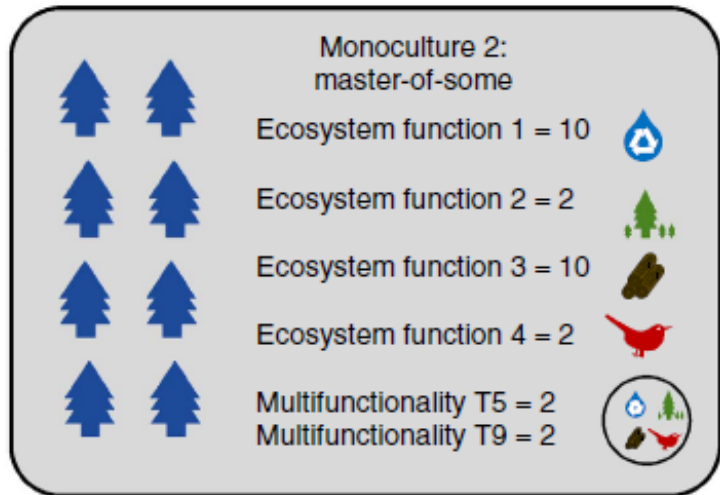 Monoculture 2:
master-of-some
Ecosystem function 1 = 10
Ecosystem function 2 = 2
Ecosystem function 3 = 10
Ecosystem function 4 = 2
Multifunctionality T5 = 2
Multifunctionality T9 = 2